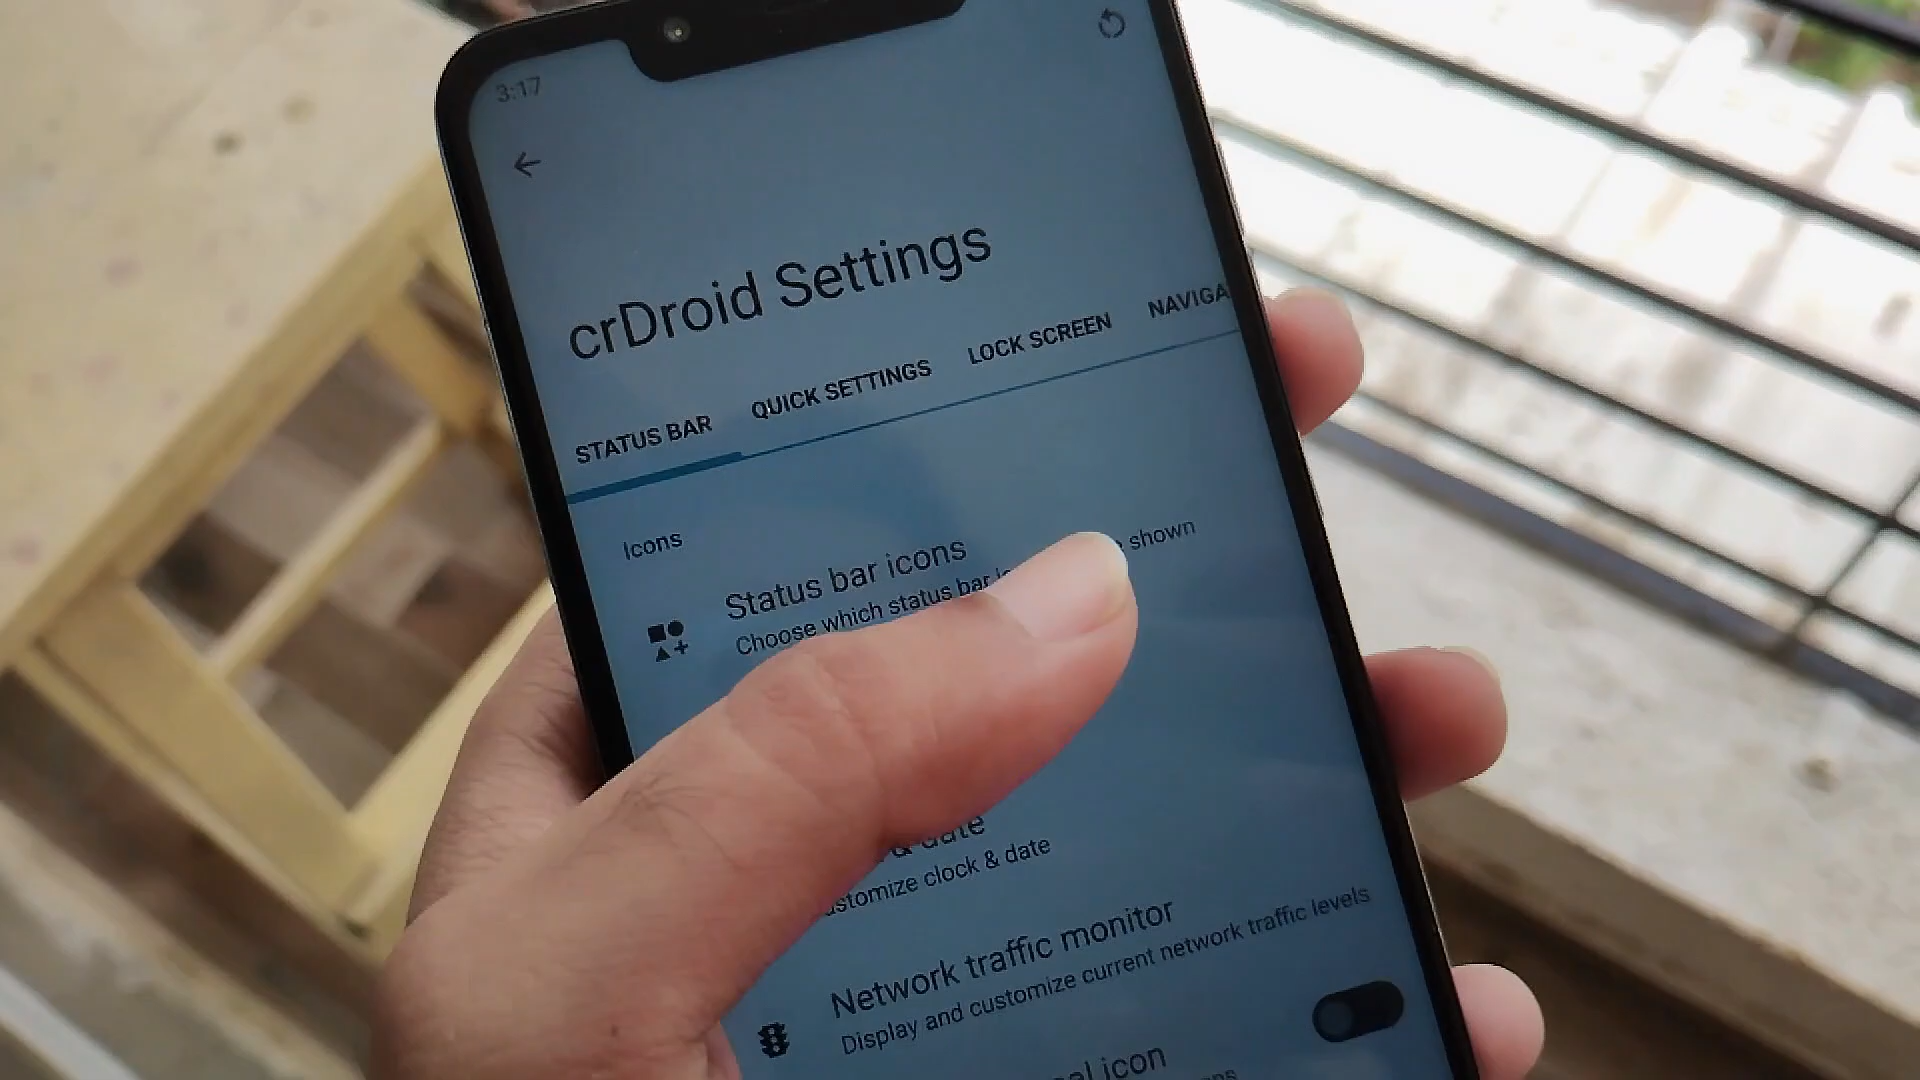 3:17
crDroid Settings
STATUS BAR QUICK SETTINGS LOCK SCREEN NAVIGA
Icons
Status bar icons
Choose which status bar shown
& date
ustomize clock & date
Network traffic monitor
Display and customize current network traffic levels
al icon